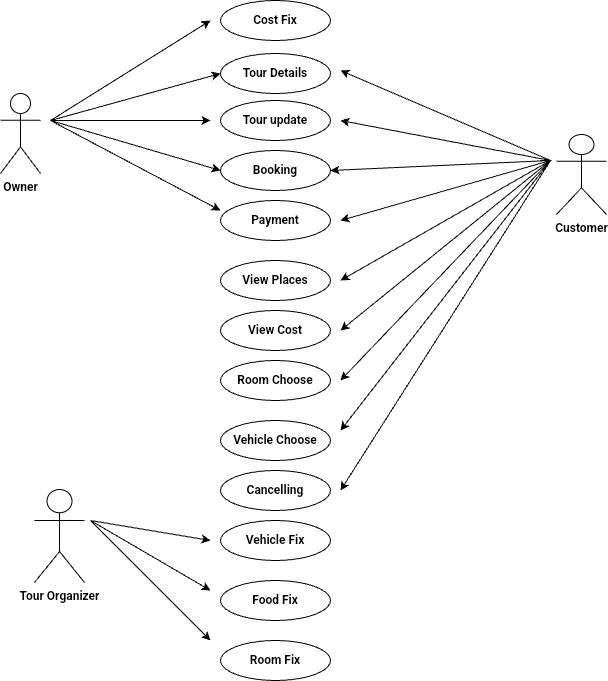 Cost Fix
Tour Details
Tour update
Booking
Owner
Payment
Customer
View Places
View Cost
Room Choose
Vehicle Choose
Cancelling
Vehicle Fix
Tour Organizer
Food Fix
Room Fix